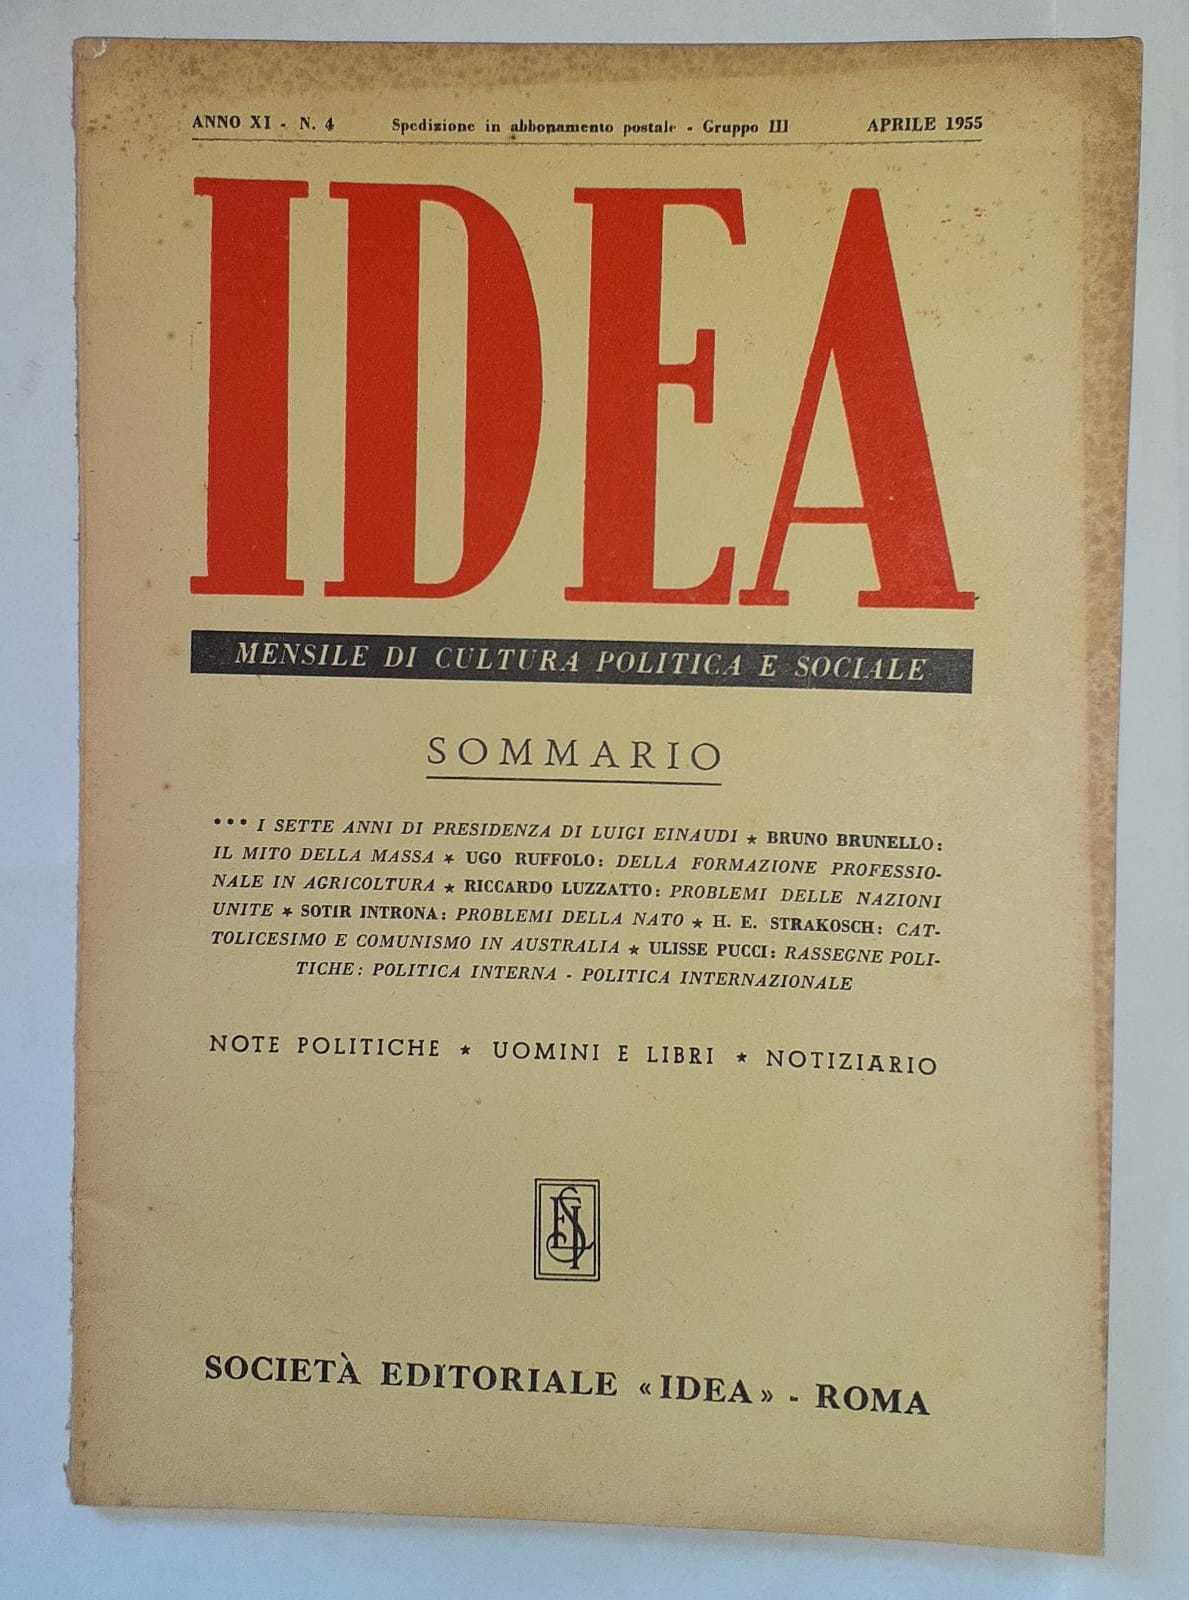 ANNO XI - N. 4 Spedizione in abbonamento postale - Gruppo III APRILE 1955
IDEA
MENSILE DI CULTURA POLITICA E SOCIALE
SOMMARIO
*** I SETTE ANNI DI PRESIDENZA DI LUIGI EINAUDI ★ BRUNO BRUNELLO:
IL MITO DELLA MASSA ★ UGO RUFFOLO: DELLA FORMAZIONE PROFESSIO-
NALE IN AGRICOLTURA ★ RICCARDO LUZZATTO: PROBLEMI DELLE NAZIONI
UNITE ★ SOTIR INTRONA: PROBLEMI DELLA NATO ★ H. E. STRAKOSCH: CAT-
TOLICESIMO E COMUNISMO IN AUSTRALIA ★ ULISSE PUCCI: RASSEGNE POLI-
TICHE: POLITICA INTERNA - POLITICA INTERNAZIONALE
NOTE POLITICHE ★ UOMINI E LIBRI ★ NOTIZIARIO
SOCIETÀ EDITORIALE «IDEA» - ROMA